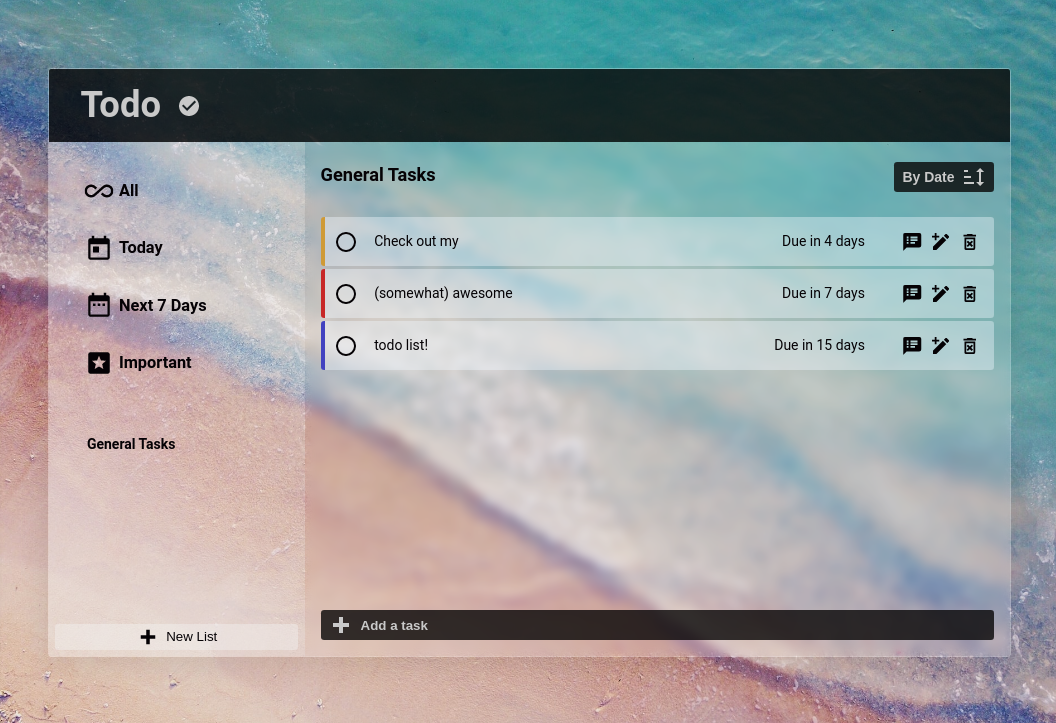 Todo
All
Today
Next 7 Days
Important
General Tasks
New List
General Tasks
By Date
Check out my
Due in 4 days
(somewhat) awesome
Due in 7 days
todo list!
Due in 15 days
Add a task